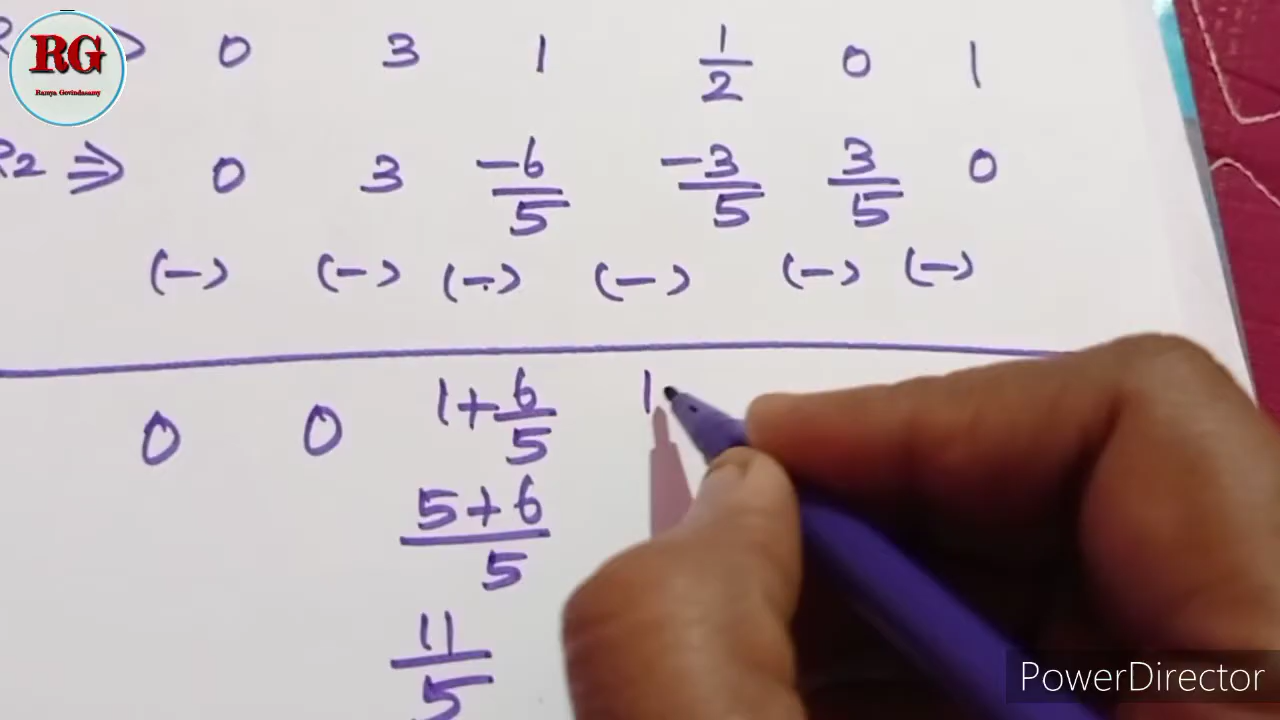 RG
Ramya Govindasamy
0 3 1 1/2 0 1
R2 ⇒ 0 3 -6/5 -3/5 3/5 0
(-) (-) (-) (-) (-) (-)
0 0 1+6/5 1
5+6/5
11/5
PowerDirector